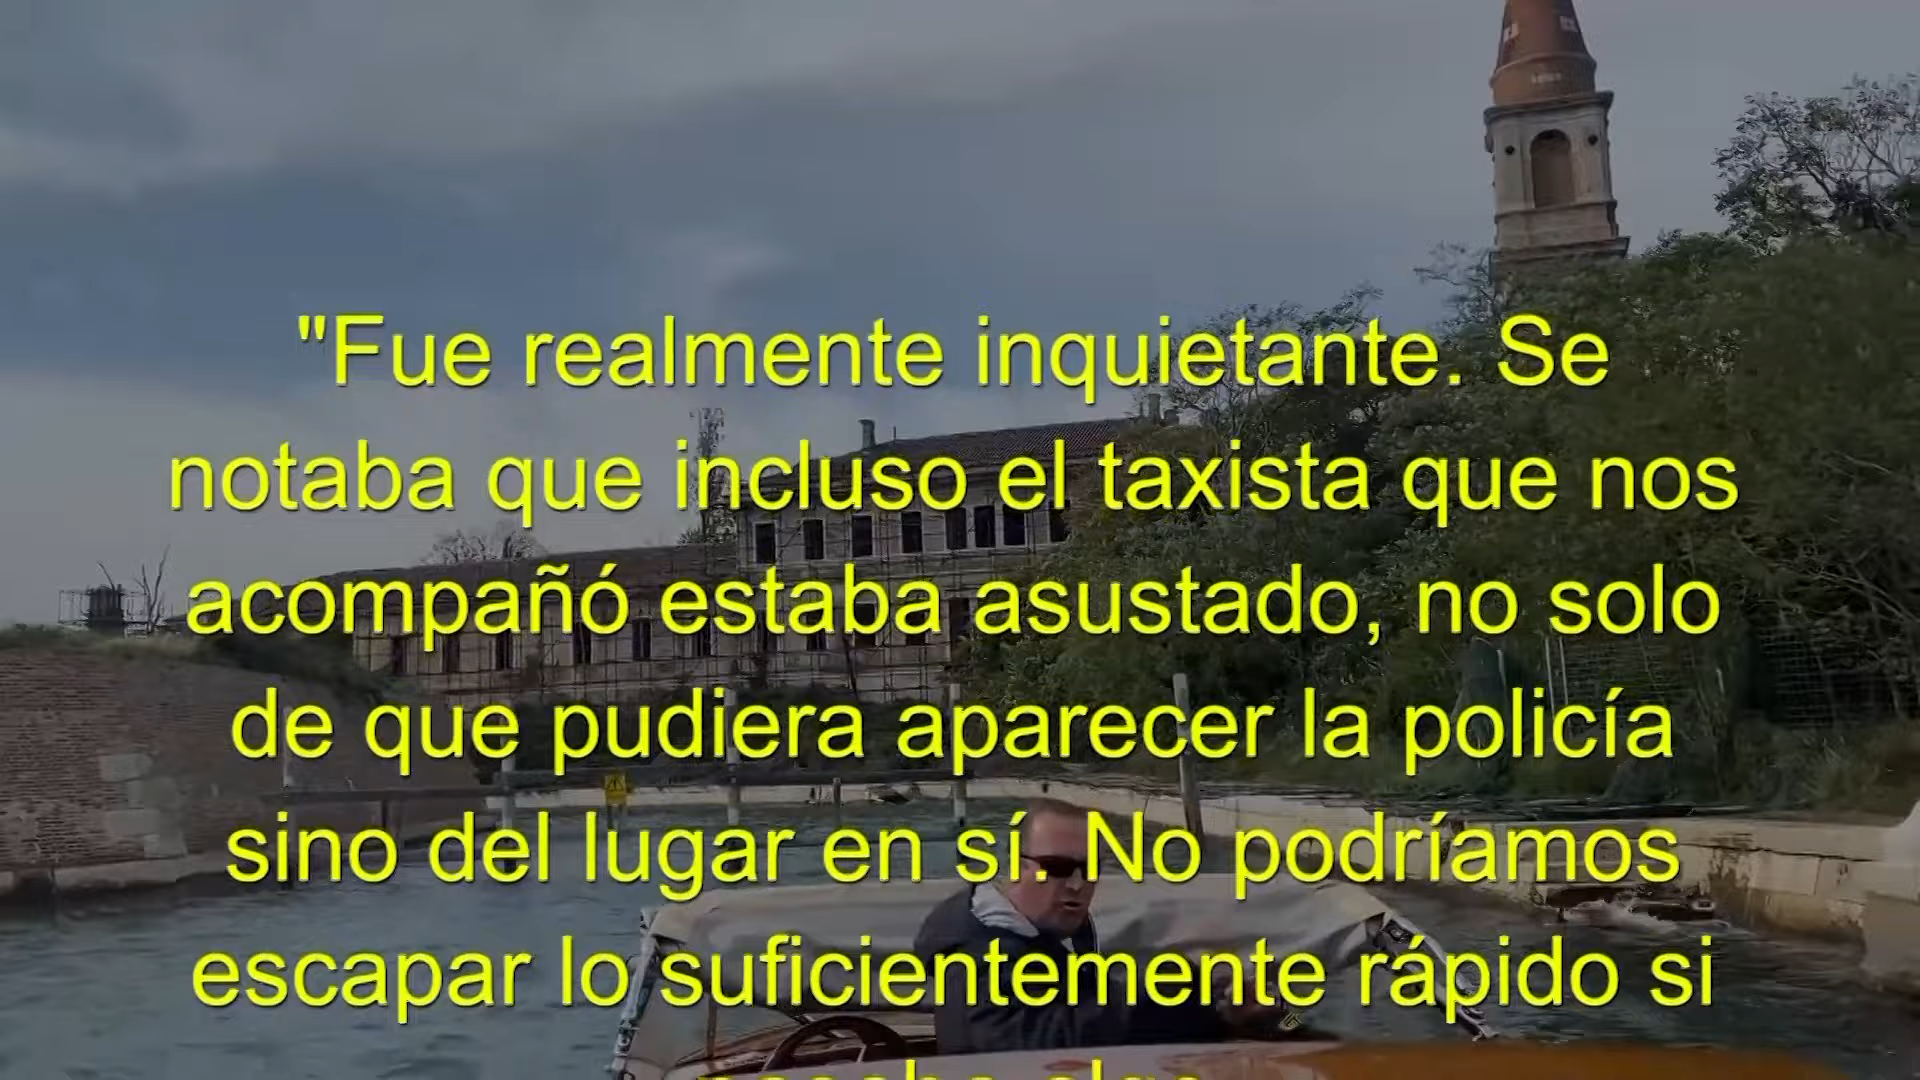 "Fue realmente inquietante. Se
notaba que incluso el taxista que nos
acompañó estaba asustado, no solo
de que pudiera aparecer la policía
sino del lugar en sí. No podríamos
escapar lo suficientemente rápido si